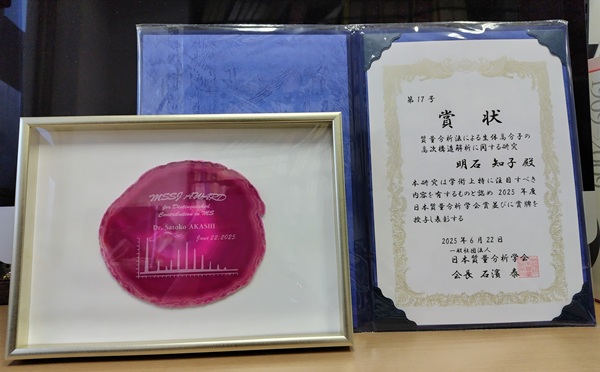 MSSJ AWARD
for Distinguished
Contribution in MS
Dr. Satoko AKASHI
June 22, 2025
第17号
賞状
質量分析法による生体高分子の
高次構造解析に関する研究
明石 知子 殿
本研究は学術上特に注目すべき
内容を有するものと認め 2025 年度
日本質量分析学会賞並びに賞牌を
授与し表彰する
2025 年 6 月 22 日
一般社団法人
日本質量分析学会
会長 石濱 泰